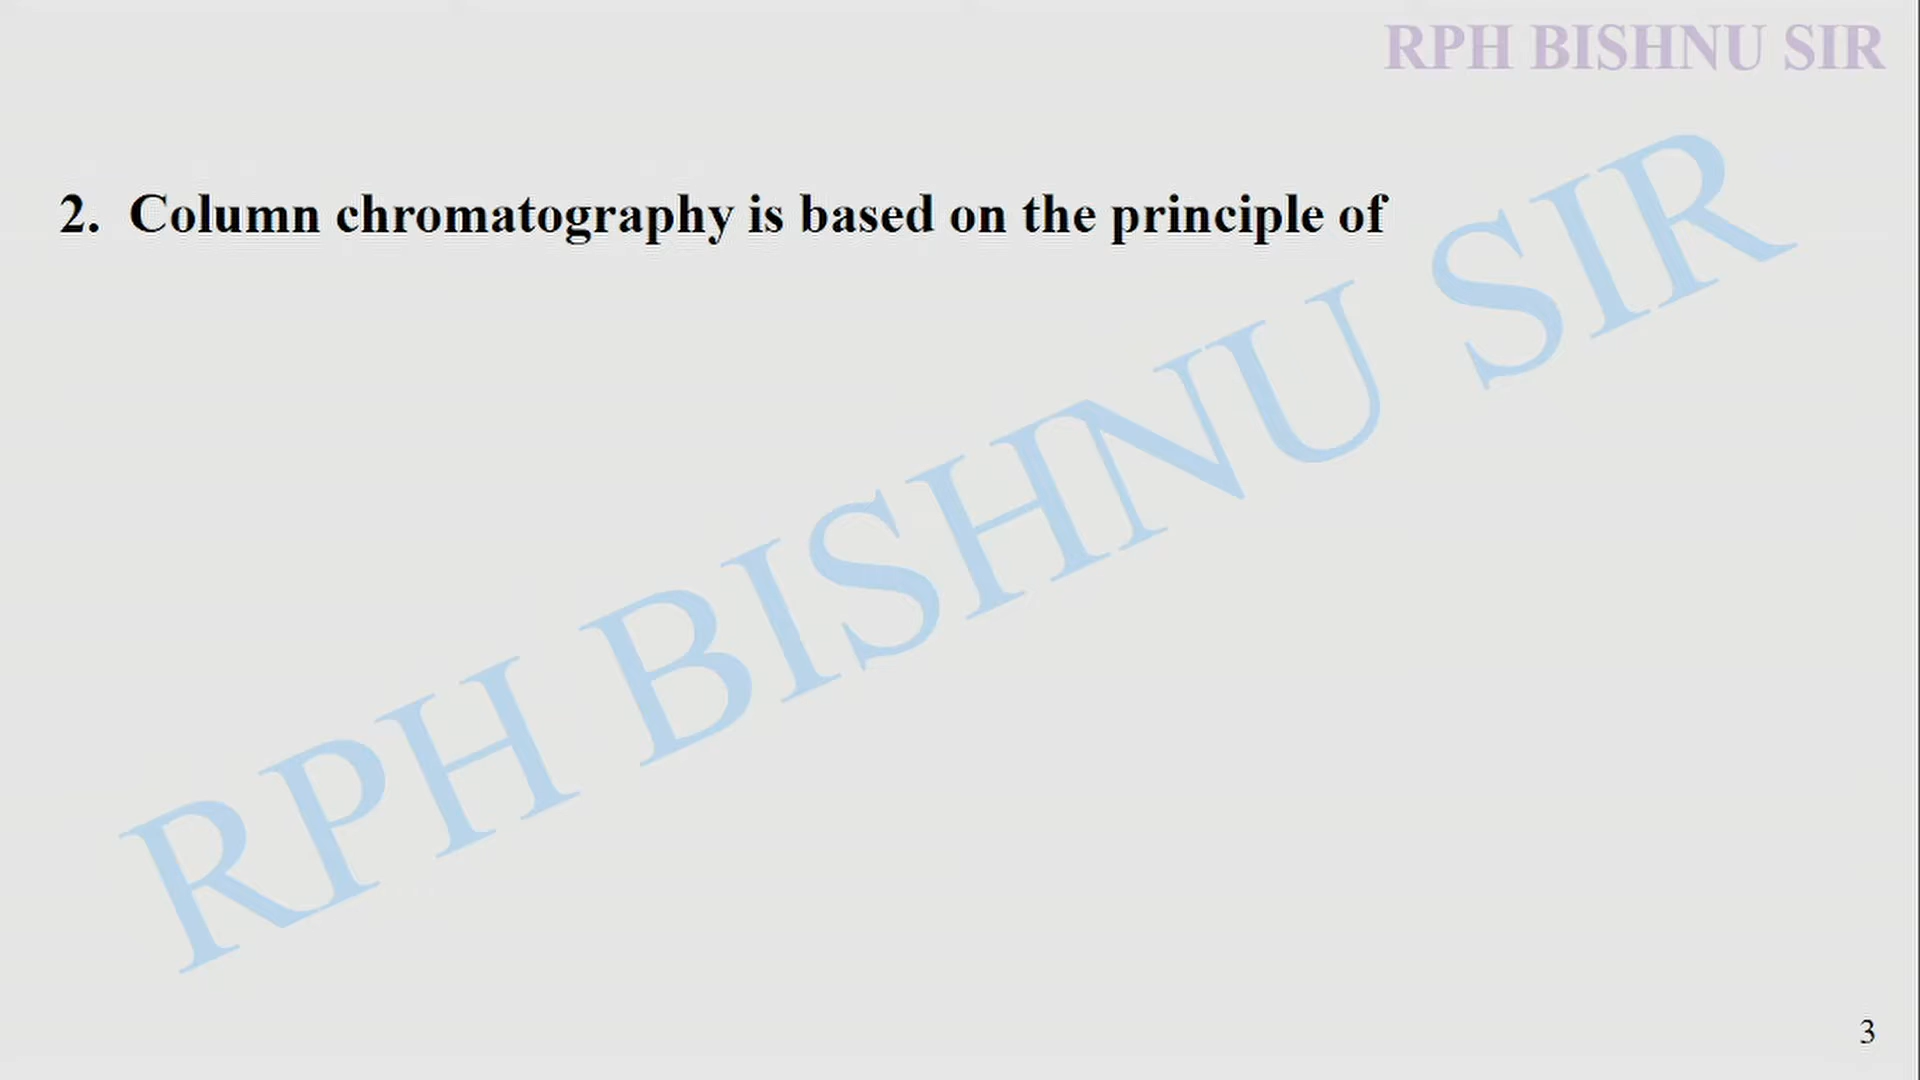 RPH BISHNU SIR
2. Column chromatography is based on the principle of
RPH BISHNU SIR
3